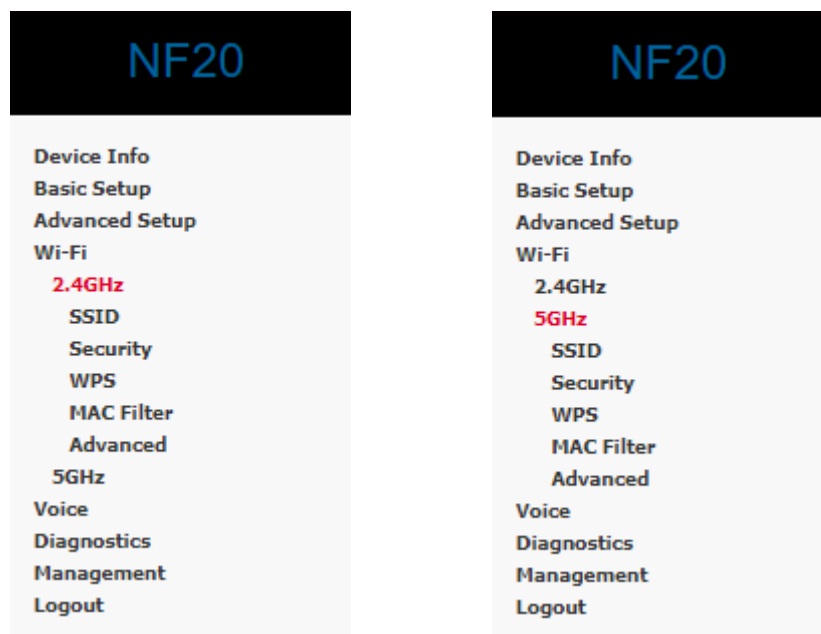 NF20
Device Info
Basic Setup
Advanced Setup
Wi-Fi
2.4GHz
SSID
Security
WPS
MAC Filter
Advanced
5GHz
Voice
Diagnostics
Management
Logout
NF20
Device Info
Basic Setup
Advanced Setup
Wi-Fi
2.4GHz
5GHz
SSID
Security
WPS
MAC Filter
Advanced
Voice
Diagnostics
Management
Logout